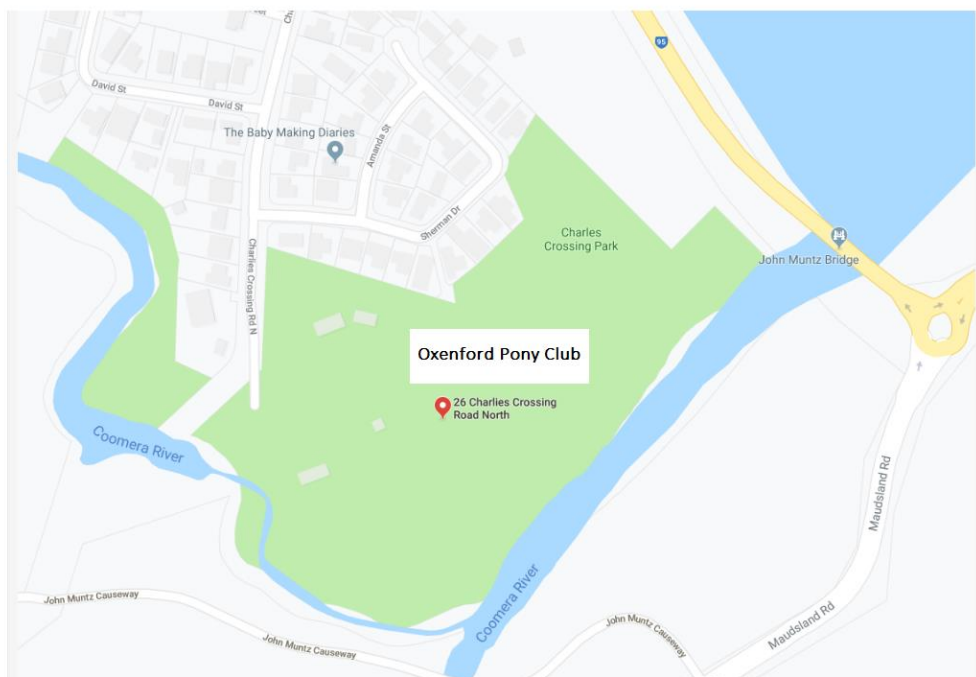 David St
David St
95
The Baby Making Diaries
Amanda St
Sherman Dr
Charles
Crossing Park
John Muntz Bridge
Charlies Crossing Rd N
Oxenford Pony Club
26 Charlies Crossing
Road North
Coomera River
Maudsland Rd
Coomera River
John Muntz Causeway
John Muntz Causeway
John Muntz Causeway
Maudsland Rd